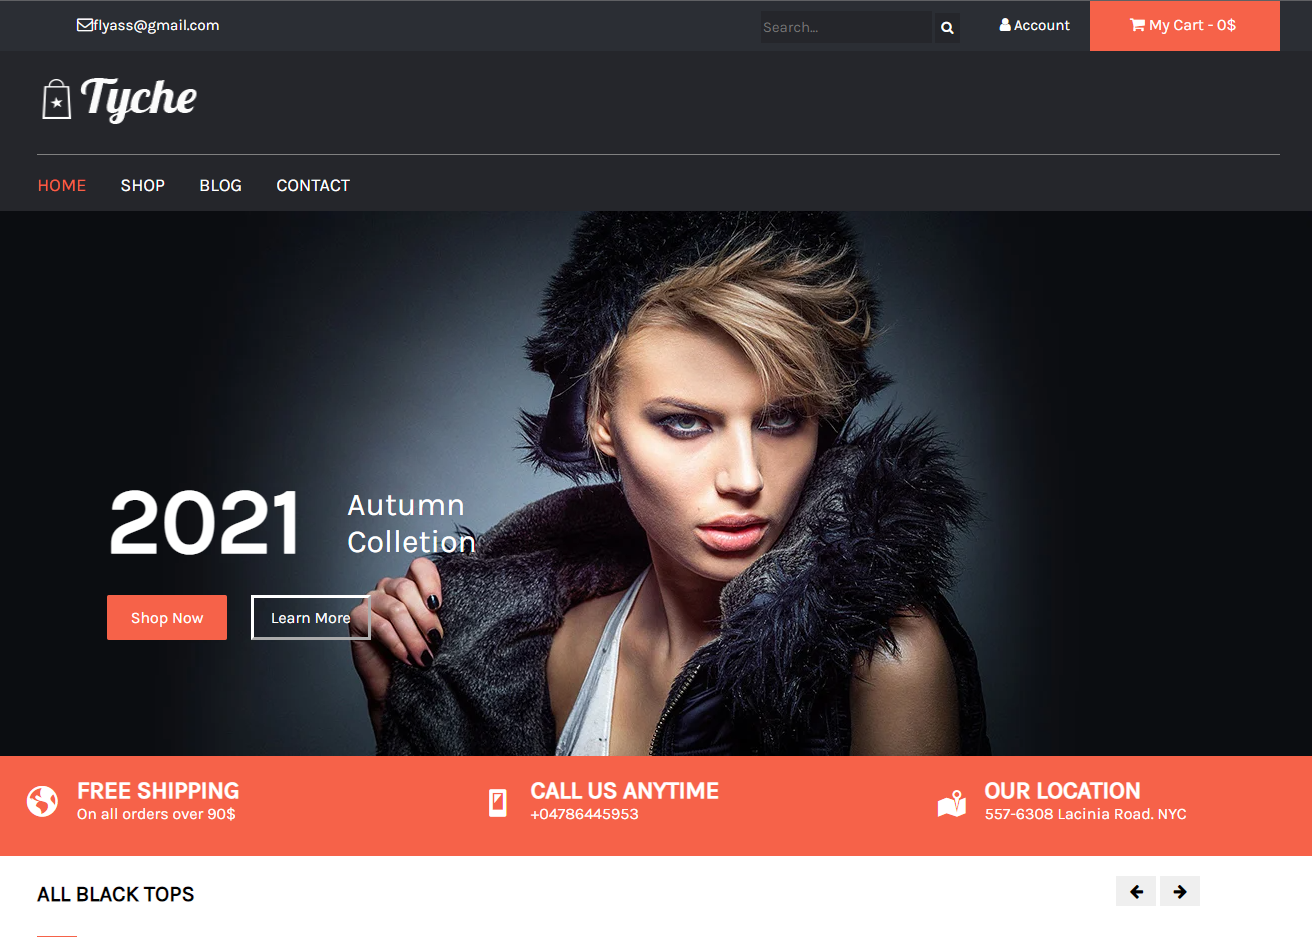 flyass@gmail.com
Search...
Account
My Cart - 0$
Tyche
HOME
SHOP
BLOG
CONTACT
2021
Autumn
Colletion
Shop Now
Learn More
FREE SHIPPING
On all orders over 90$
CALL US ANYTIME
+04786445953
OUR LOCATION
557-6308 Lacinia Road. NYC
ALL BLACK TOPS